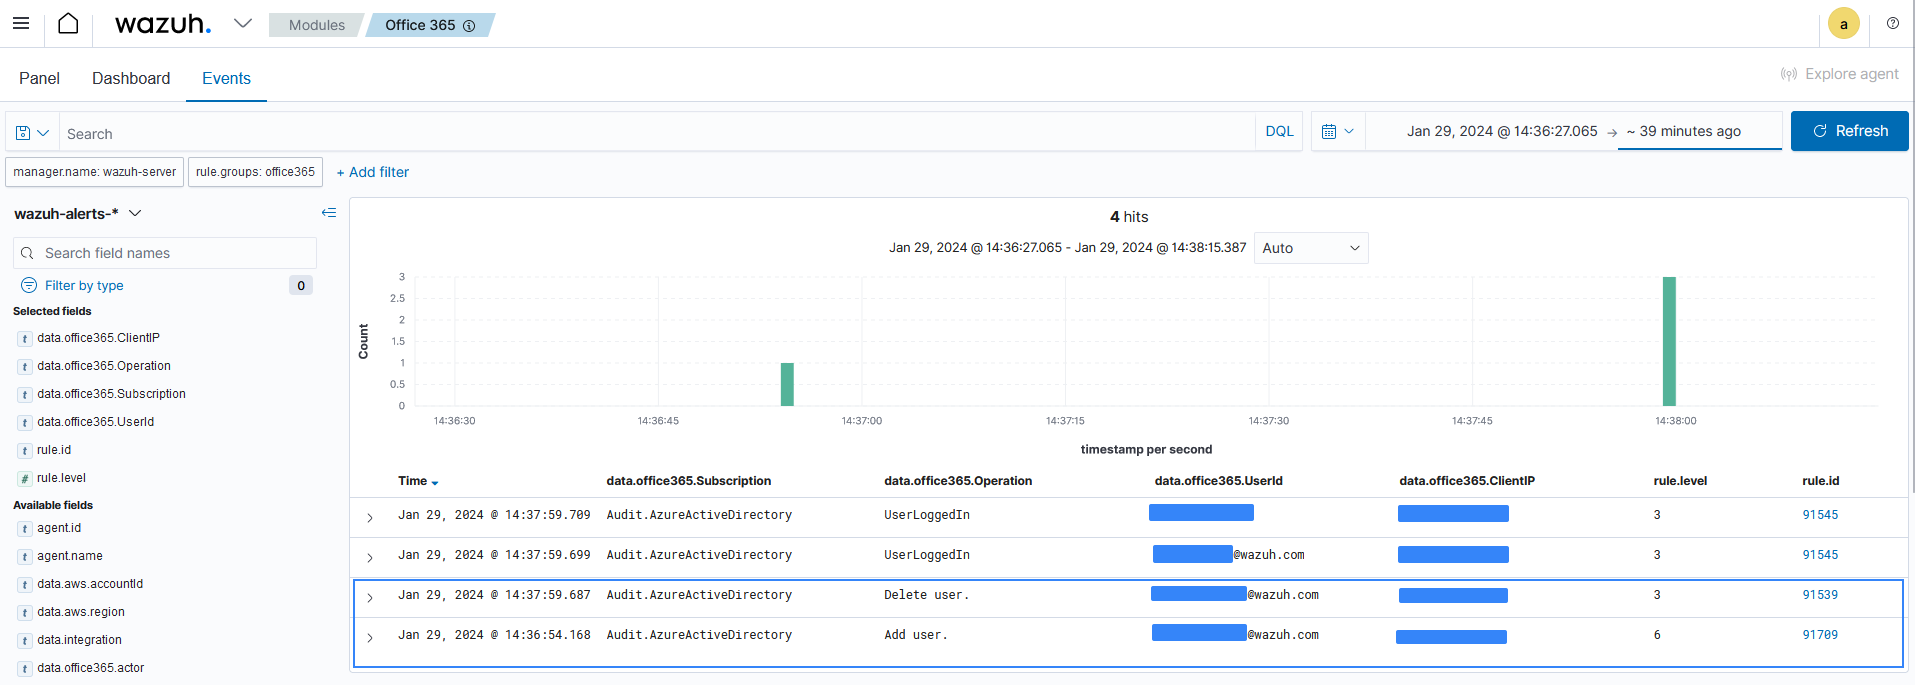 wazuh.
Modules
Office 365
a
Panel
Dashboard
Events
Explore agent
Search
DQL
Jan 29, 2024 @ 14:36:27.065 → ~ 39 minutes ago
Refresh
manager.name: wazuh-server
rule.groups: office365
+ Add filter
wazuh-alerts-*
Search field names
Filter by type
0
Selected fields
t data.office365.ClientIP
t data.office365.Operation
t data.office365.Subscription
t data.office365.UserId
t rule.id
# rule.level
Available fields
t agent.id
t agent.name
t data.aws.accountId
t data.aws.region
t data.integration
t data.office365.actor
4 hits
Jan 29, 2024 @ 14:36:27.065 - Jan 29, 2024 @ 14:38:15.387
Auto
Count
3
2.5
2
1.5
1
0.5
0
14:36:30 14:36:45 14:37:00 14:37:15 14:37:30 14:37:45 14:38:00
timestamp per second
Time data.office365.Subscription data.office365.Operation data.office365.UserId data.office365.ClientIP rule.level rule.id
Jan 29, 2024 @ 14:37:59.709 Audit.AzureActiveDirectory UserLoggedIn 3 91545
Jan 29, 2024 @ 14:37:59.699 Audit.AzureActiveDirectory UserLoggedIn @wazuh.com 3 91545
Jan 29, 2024 @ 14:37:59.687 Audit.AzureActiveDirectory Delete user. @wazuh.com 3 91539
Jan 29, 2024 @ 14:36:54.168 Audit.AzureActiveDirectory Add user. @wazuh.com 6 91709